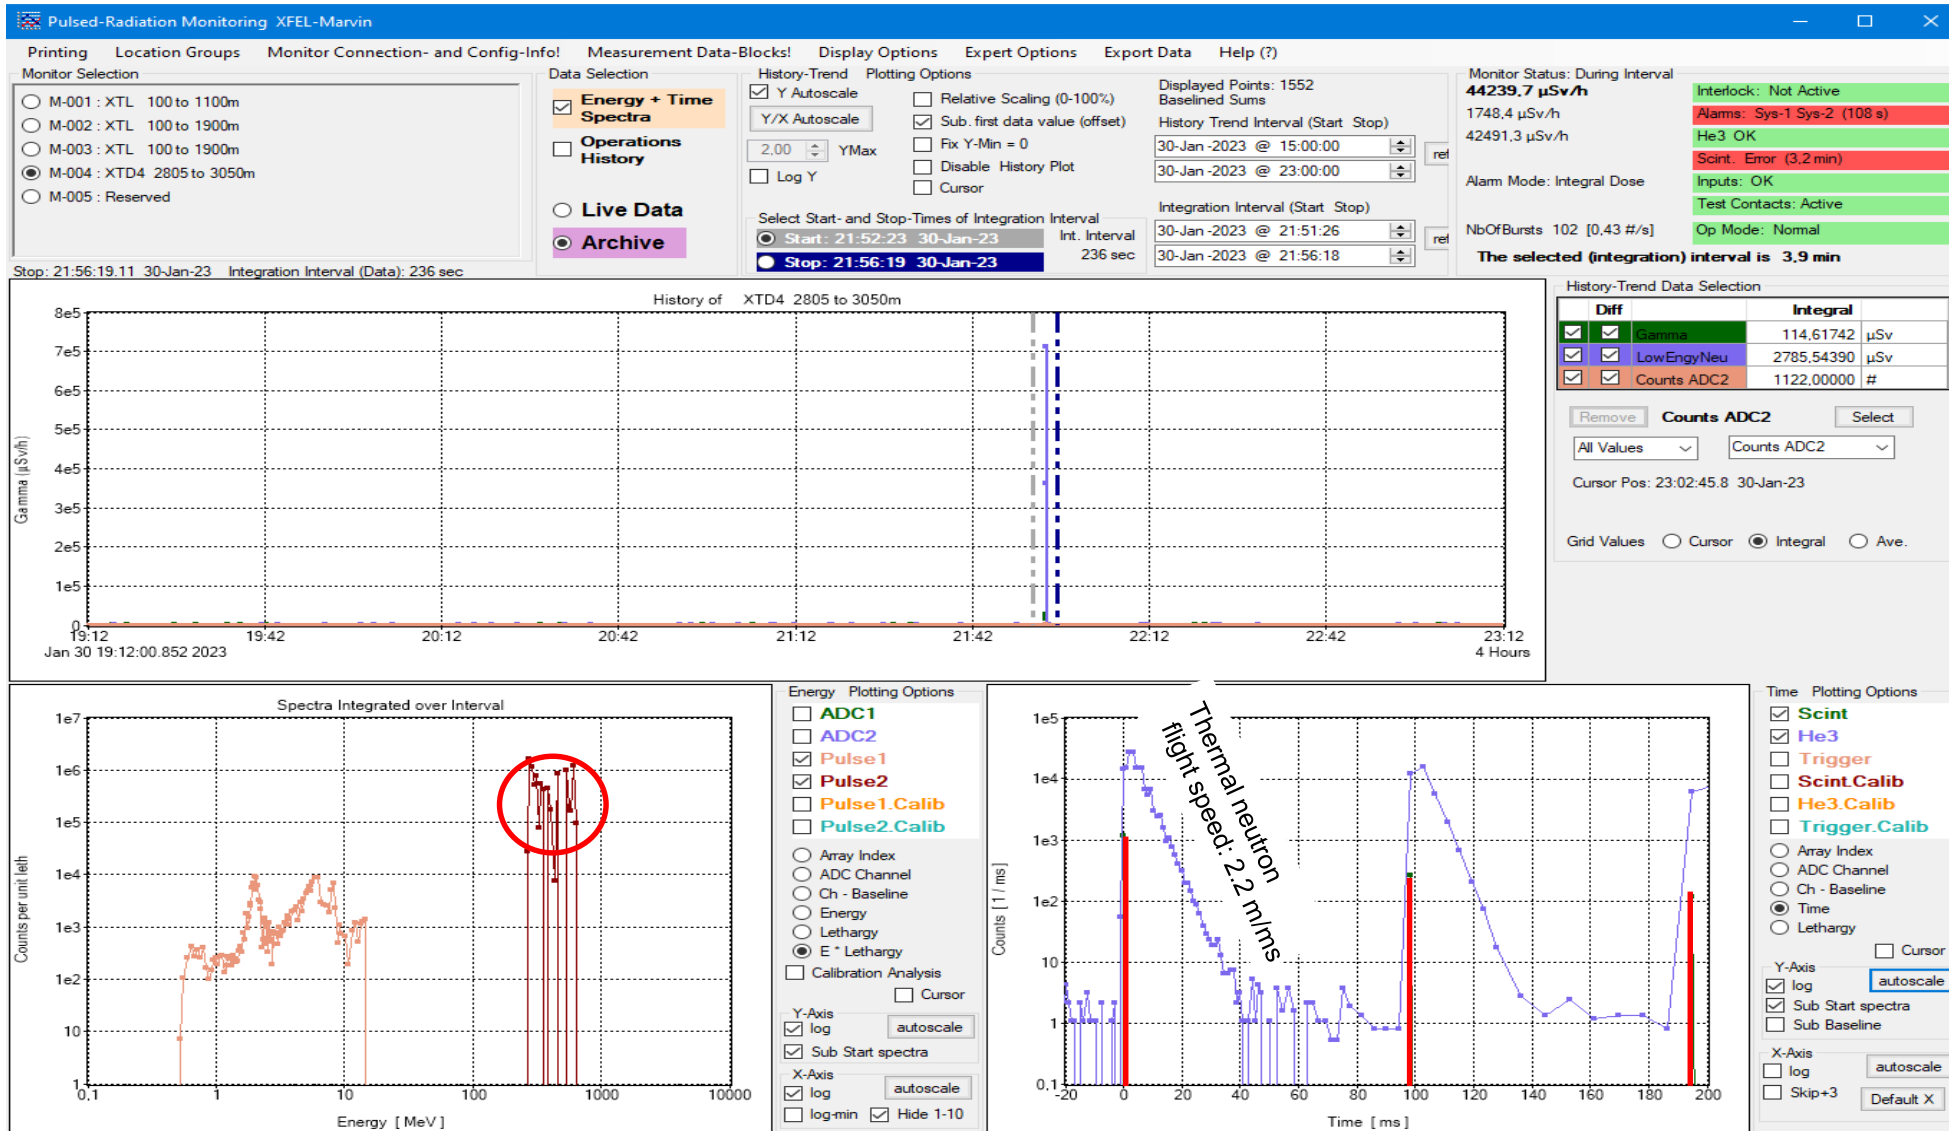 Pulsed-Radiation Monitoring XFEL-Marvin
Printing Location Groups Monitor Connection- and Config-Info! Measurement Data-Blocks! Display Options Expert Options Export Data Help (?)
Monitor Selection
M-001 : XTL 100 to 1100m
M-002 : XTL 100 to 1900m
M-003 : XTL 100 to 1900m
M-004 : XTD4 2805 to 3050m
M-005 : Reserved
Stop: 21:56:19.11 30-Jan-23 Integration Interval (Data): 236 sec
Data Selection
Energy + Time
Spectra
Operations
History
Live Data
Archive
History-Trend Plotting Options
Y Autoscale
Y/X Autoscale
2,00 YMax
Log Y
Relative Scaling (0-100%)
Sub. first data value (offset)
Fix Y-Min = 0
Disable History Plot
Cursor
Select Start- and Stop-Times of Integration Interval
Start: 21:52:23 30-Jan-23
Stop: 21:56:19 30-Jan-23
Int. Interval
236 sec
Displayed Points: 1552
Baselined Sums
History Trend Interval (Start Stop)
30-Jan -2023 @ 15:00:00
30-Jan -2023 @ 23:00:00
ref
Integration Interval (Start Stop)
30-Jan -2023 @ 21:51:26
30-Jan -2023 @ 21:56:18
ref
Monitor Status: During Interval
44239,7 µSv/h
1748,4 µSv/h
42491,3 µSv/h
Alarm Mode: Integral Dose
NbOfBursts 102 [0,43 #/s]
Interlock: Not Active
Alarms: Sys-1 Sys-2 (108 s)
He3 OK
Scint. Error (3,2 min)
Inputs: OK
Test Contacts: Active
Op Mode: Normal
The selected (integration) interval is 3,9 min
History of XTD4 2805 to 3050m
Gamma (µSv/h)
8e5
7e5
6e5
5e5
4e5
3e5
2e5
1e5
0
19:12 19:42 20:12 20:42 21:12 21:42 22:12 22:42 23:12
Jan 30 19:12:00.852 2023
4 Hours
History-Trend Data Selection
Diff Integral
Gamma 114,61742 µSv
LowEngyNeu 2785,54390 µSv
Counts ADC2 1122,00000 #
Remove Counts ADC2 Select
All Values Counts ADC2
Cursor Pos: 23:02:45.8 30-Jan-23
Grid Values Cursor Integral Ave.
Spectra Integrated over Interval
Counts per unit leth
1e7
1e6
1e5
1e4
1e3
1e2
10
1
0.1 1 10 100 1000 10000
Energy [ MeV ]
Energy Plotting Options
ADC1
ADC2
Pulse1
Pulse2
Pulse1.Calib
Pulse2.Calib
Array Index
ADC Channel
Ch - Baseline
Energy
Lethargy
E * Lethargy
Calibration Analysis
Cursor
Y-Axis
log autoscale
Sub Start spectra
X-Axis
log autoscale
log-min Hide 1-10
Thermal neutron
flight speed: 2.2 m/ms
Counts [ 1 / ms ]
1e5
1e4
1e3
1e2
10
1
0.1
-20 0 20 40 60 80 100 120 140 160 180 200
Time [ ms ]
Time Plotting Options
Scint
He3
Trigger
Scint.Calib
He3.Calib
Trigger.Calib
Array Index
ADC Channel
Ch - Baseline
Time
Lethargy
Cursor
Y-Axis
log autoscale
Sub Start spectra
Sub Baseline
X-Axis
log autoscale
Skip+3 Default X